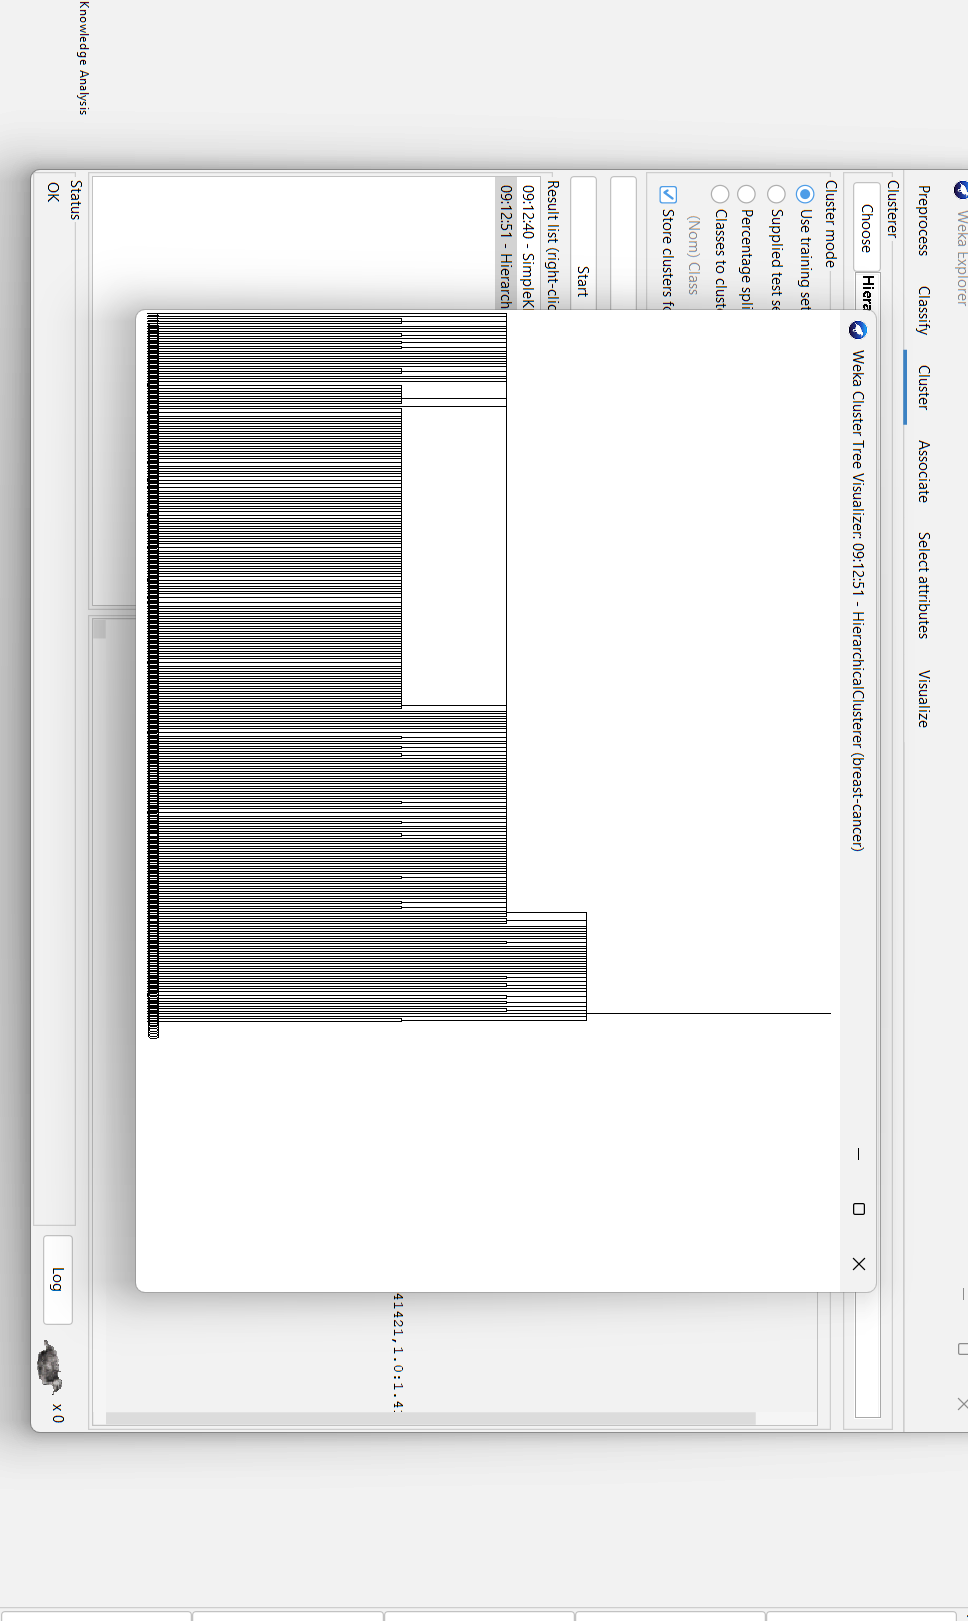 Weka Explorer
Preprocess Classify Cluster Associate Select attributes Visualize
Clusterer
Choose Hiera
Cluster mode
Use training set
Supplied test se
Percentage spli
Classes to clust
(Nom) Class
Store clusters fo
Start
Result list (right-clic
09:12:40 - SimpleK
09:12:51 - Hierarch
Weka Cluster Tree Visualizer: 09:12:51 - HierarchicalClusterer (breast-cancer)
41421,1.0:1.4
Status
OK
Log
x 0
Knowledge Analysis